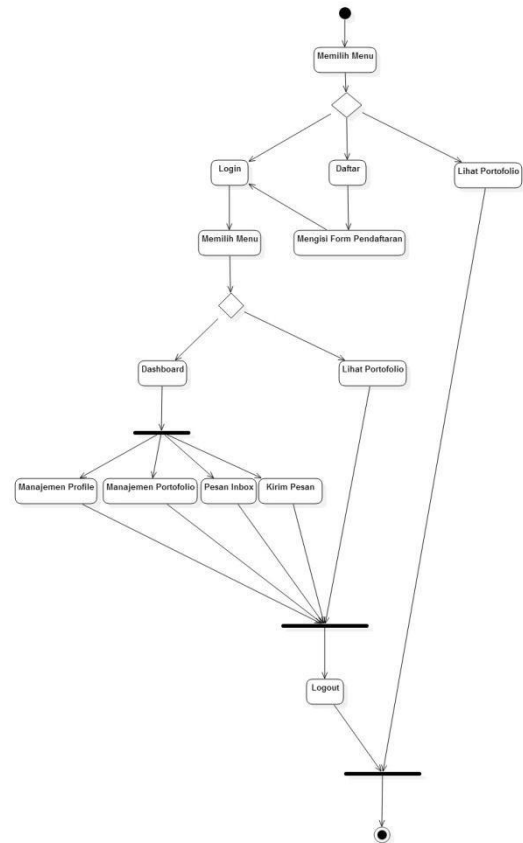 Memilih Menu
Login
Daftar
Lihat Portofolio
Memilih Menu
Mengisi Form Pendaftaran
Dashboard
Lihat Portofolio
Manajemen Profile
Manajemen Portofolio
Pesan Inbox
Kirim Pesan
Logout